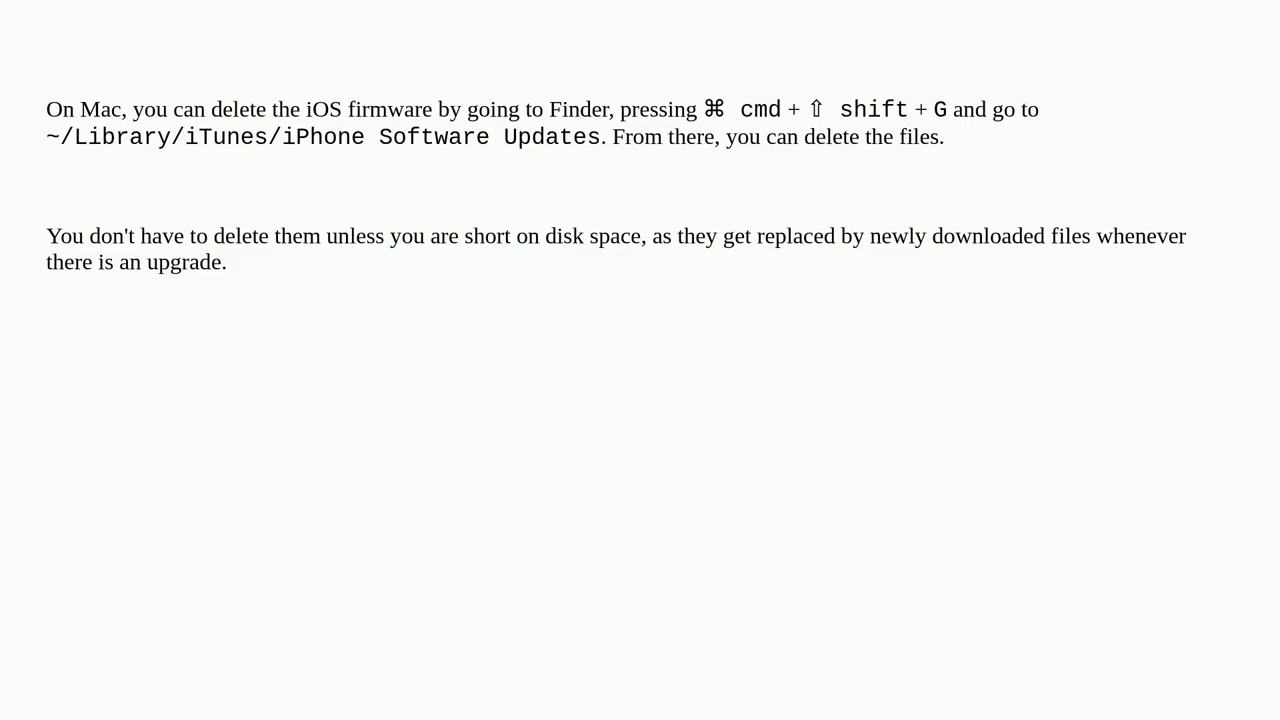 On Mac, you can delete the iOS firmware by going to Finder, pressing ⌘ cmd + ⇧ shift + G and go to
~/Library/iTunes/iPhone Software Updates. From there, you can delete the files.
You don't have to delete them unless you are short on disk space, as they get replaced by newly downloaded files whenever
there is an upgrade.